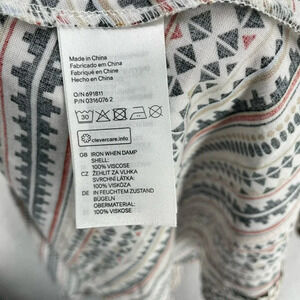 Made in China
Fabricado em China
Fabriqué en Chine
Hecho en China
O/N 691811
P/N 0316076 2
30
clevercare.info
GB IRON WHEN DAMP
SHELL:
100% VISCOSE
CZ ŽEHLIT ZA VLHKA
SVRCHNÍ LÁTKA:
100% VISKÓZA
DE IN FEUCHTEM ZUSTAND
BÜGELN
OBERMATERIAL:
100% VISKOSE